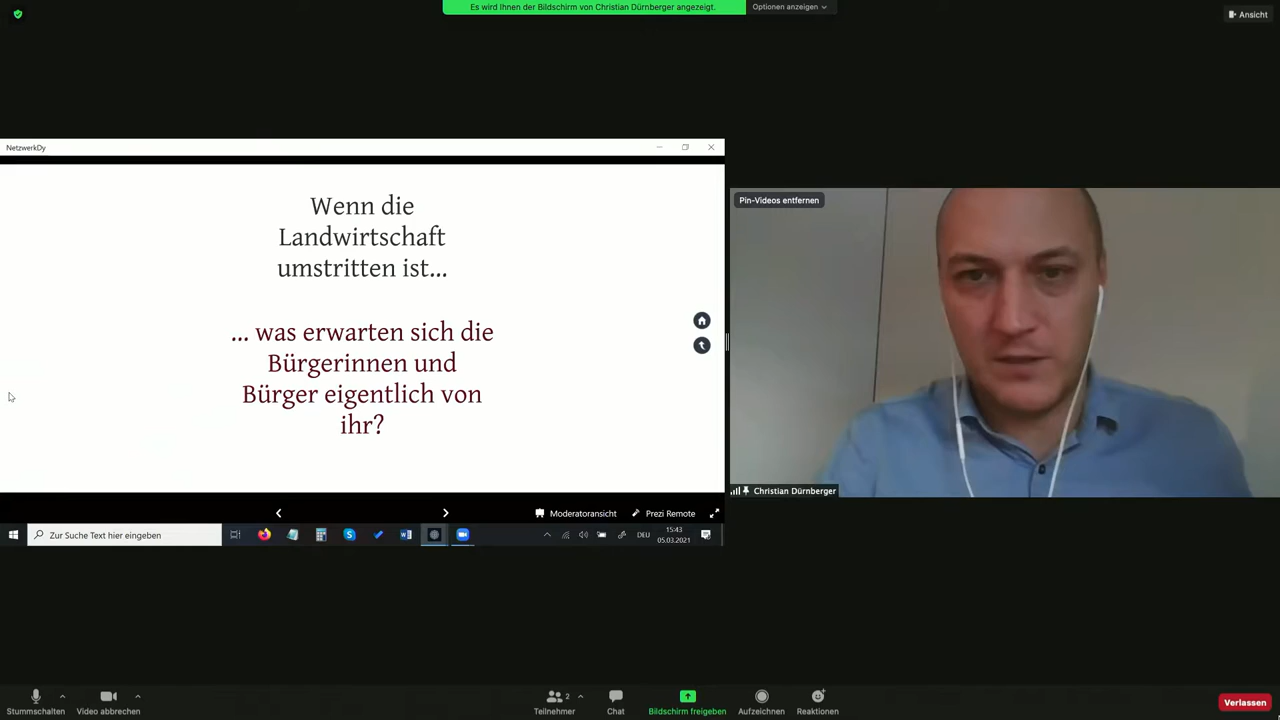 Es wird Ihnen der Bildschirm von Christian Dürnberger angezeigt.
Optionen anzeigen
Ansicht
NetzwerkDy
Wenn die
Landwirtschaft
umstritten ist...
... was erwarten sich die
Bürgerinnen und
Bürger eigentlich von
ihr?
Pin-Videos entfernen
Christian Dürnberger
Moderatoransicht
Prezi Remote
Zur Suche Text hier eingeben
DEU
15:43
05.03.2021
Stummschalten
Video abbrechen
2
Teilnehmer
Chat
Bildschirm freigeben
Aufzeichnen
Reaktionen
Verlassen